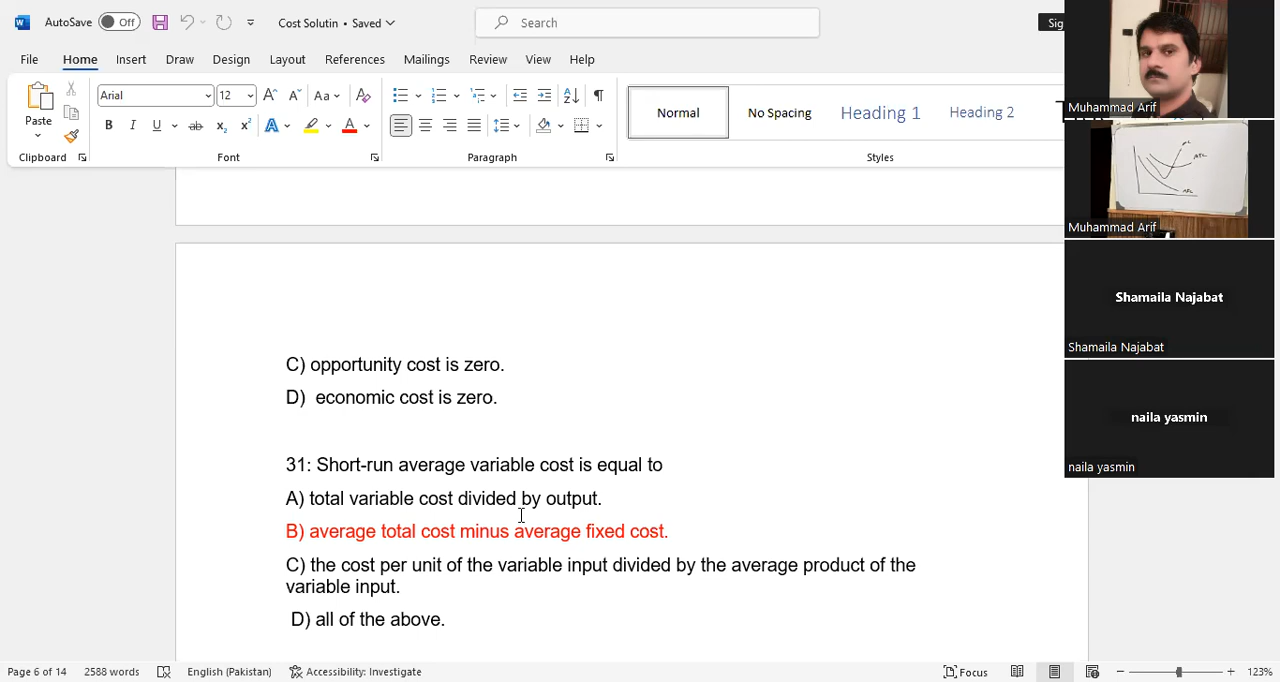 AutoSave Off Cost Solutin • Saved Search Sig
File Home Insert Draw Design Layout References Mailings Review View Help
Paste Arial 12 Aa Normal No Spacing Heading 1 Heading 2
Clipboard Font Paragraph Styles
Muhammad Arif
Muhammad Arif
Shamaila Najabat
Shamaila Najabat
naila yasmin
naila yasmin
C) opportunity cost is zero.
D) economic cost is zero.
31: Short-run average variable cost is equal to
A) total variable cost divided by output.
B) average total cost minus average fixed cost.
C) the cost per unit of the variable input divided by the average product of the
variable input.
D) all of the above.
Page 6 of 14 2588 words English (Pakistan) Accessibility: Investigate Focus 123%